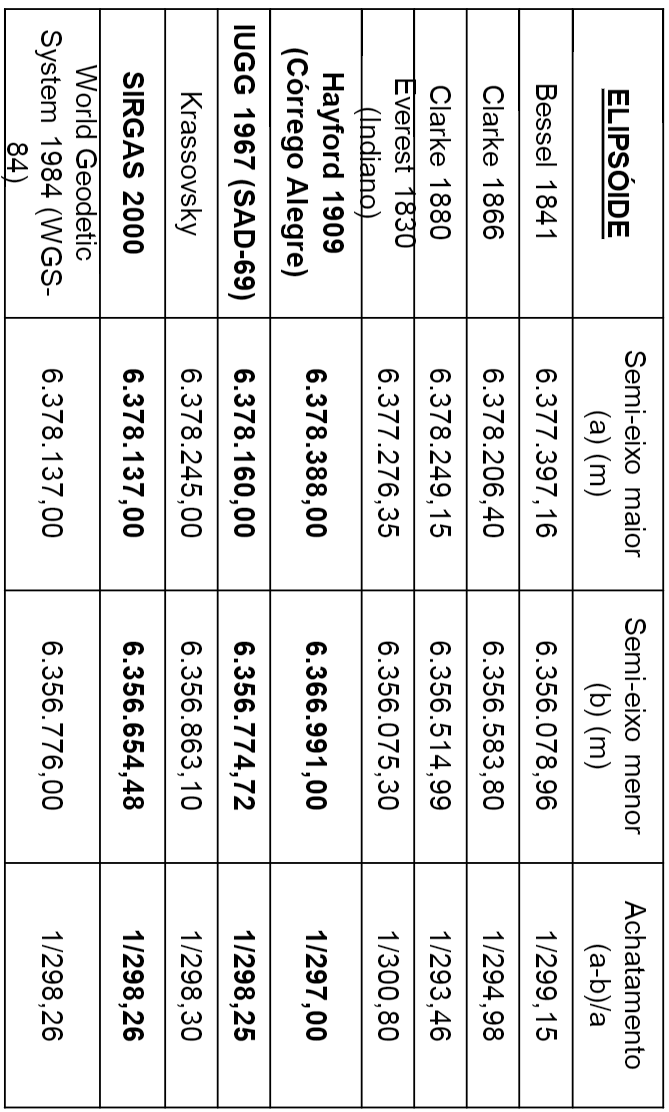 ELIPSÓIDE Semi-eixo maior (a) (m) Semi-eixo menor (b) (m) Achatamento (a-b)/a
Bessel 1841 6.377.397,16 6.356.078,96 1/299,15
Clarke 1866 6.378.206,40 6.356.583,80 1/294,98
Clarke 1880 6.378.249,15 6.356.514,99 1/293,46
Everest 1830 (Indiano) 6.377.276,35 6.356.075,30 1/300,80
Hayford 1909 (Córrego Alegre) 6.378.388,00 6.366.991,00 1/297,00
IUGG 1967 (SAD-69) 6.378.160,00 6.356.774,72 1/298,25
Krassovsky 6.378.245,00 6.356.863,10 1/298,30
SIRGAS 2000 6.378.137,00 6.356.654,48 1/298,26
World Geodetic System 1984 (WGS-84) 6.378.137,00 6.356.776,00 1/298,26